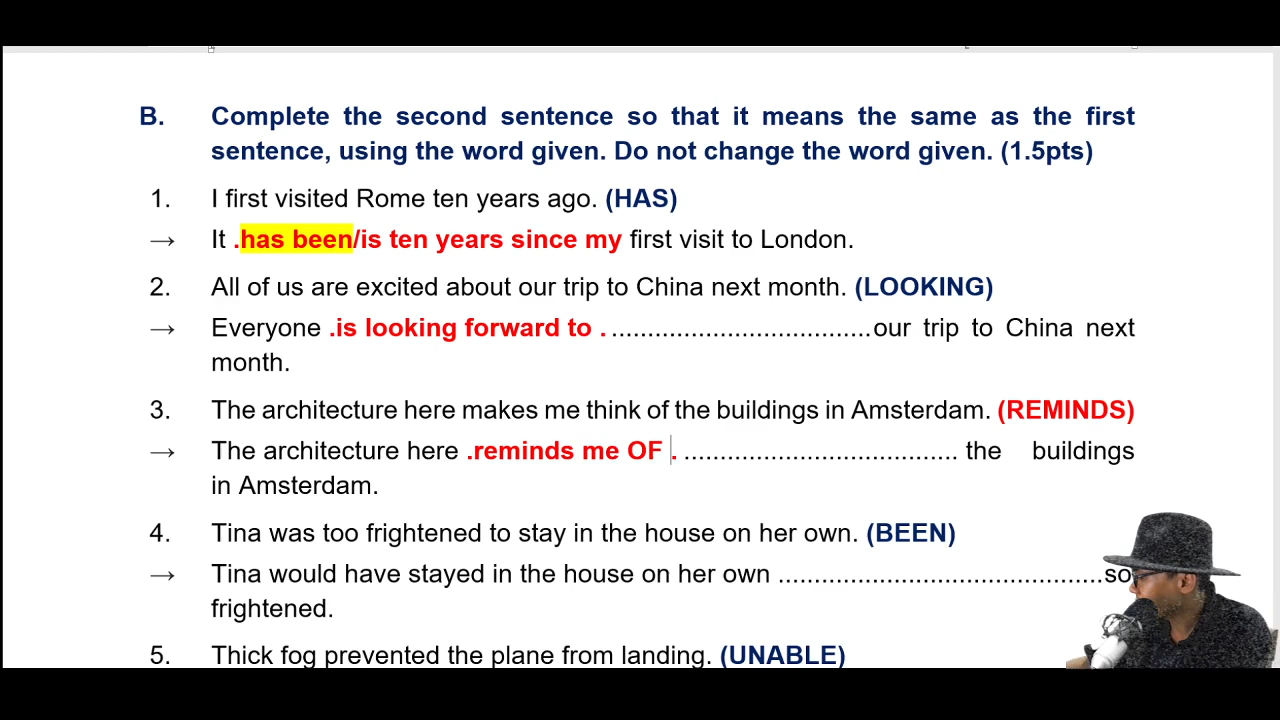 B. Complete the second sentence so that it means the same as the first
sentence, using the word given. Do not change the word given. (1.5pts)
1. I first visited Rome ten years ago. (HAS)
→ It .has been/is ten years since my first visit to London.
2. All of us are excited about our trip to China next month. (LOOKING)
→ Everyone .is looking forward to . ....................................our trip to China next
month.
3. The architecture here makes me think of the buildings in Amsterdam. (REMINDS)
→ The architecture here .reminds me OF . ...................................... the buildings
in Amsterdam.
4. Tina was too frightened to stay in the house on her own. (BEEN)
→ Tina would have stayed in the house on her own .............................................so
frightened.
5. Thick fog prevented the plane from landing. (UNABLE)